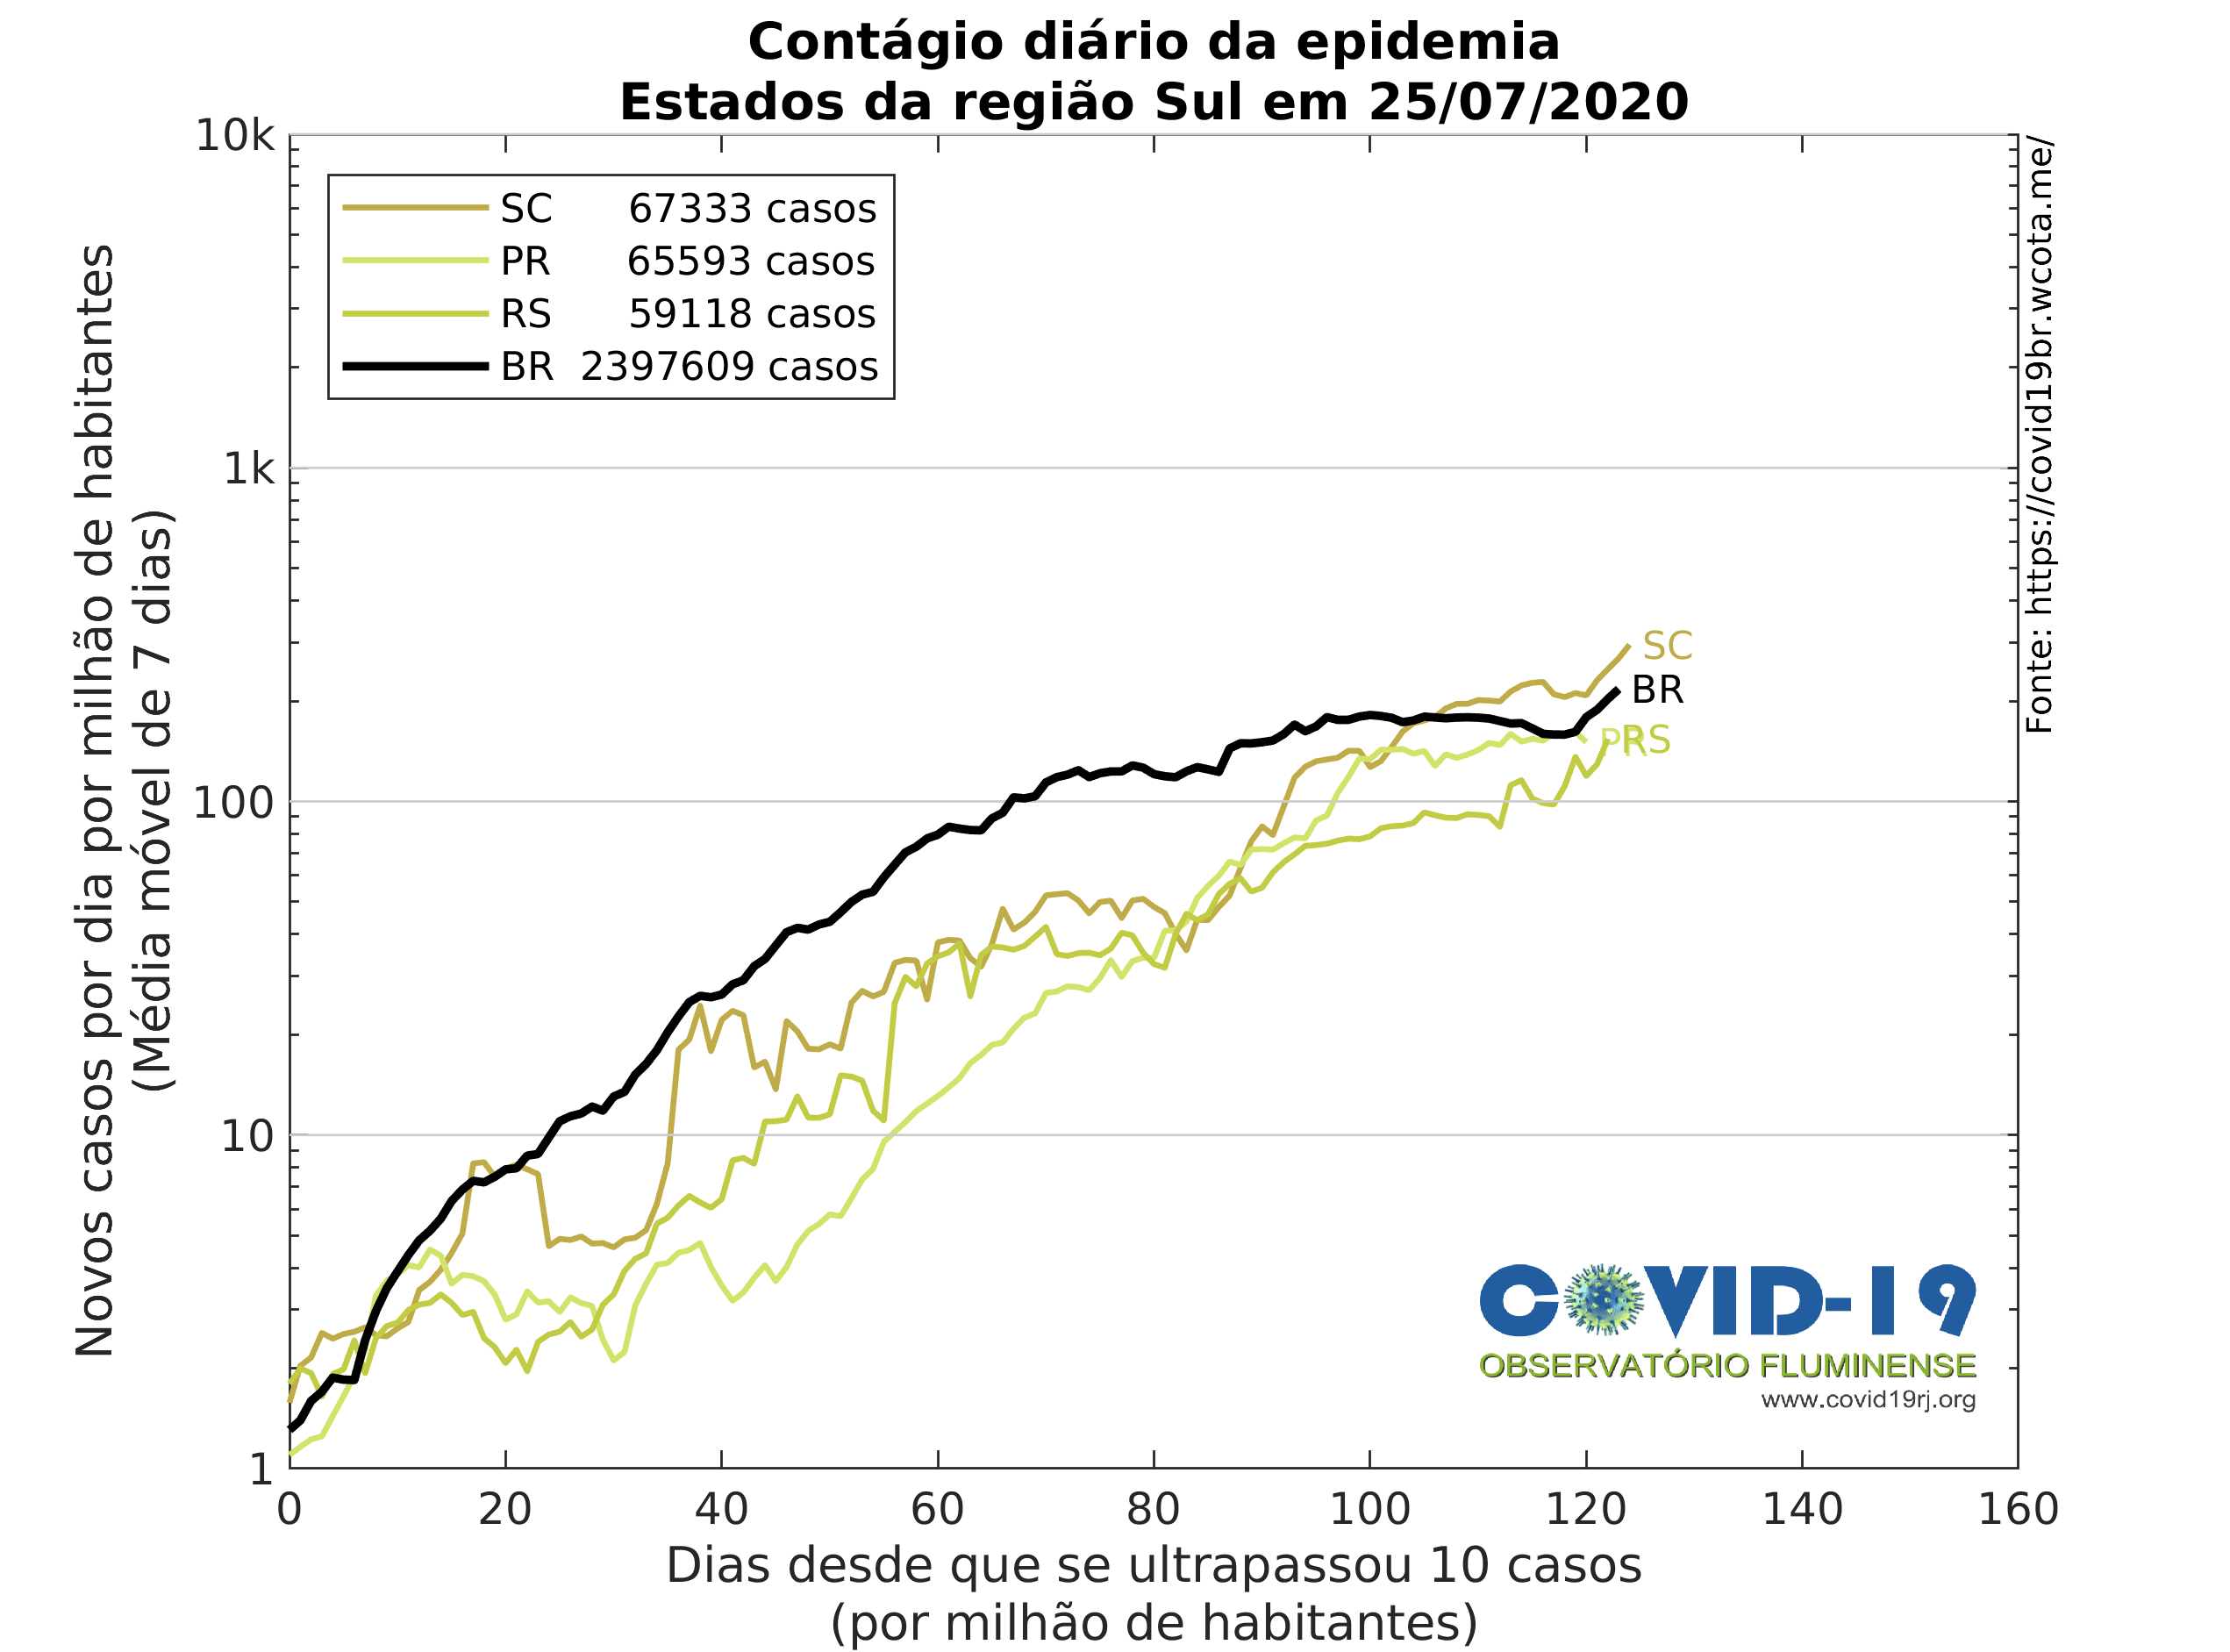 Contágio diário da epidemia
Estados da região Sul em 25/07/2020
10k
1k
100
10
1
Novos casos por dia por milhão de habitantes
(Média móvel de 7 dias)
SC 67333 casos
PR 65593 casos
RS 59118 casos
BR 2397609 casos
SC
BR
PR
RS
Fonte: https://covid19br.wcota.me/
COVID-19
OBSERVATÓRIO FLUMINENSE
www.covid19rj.org
0 20 40 60 80 100 120 140 160
Dias desde que se ultrapassou 10 casos
(por milhão de habitantes)